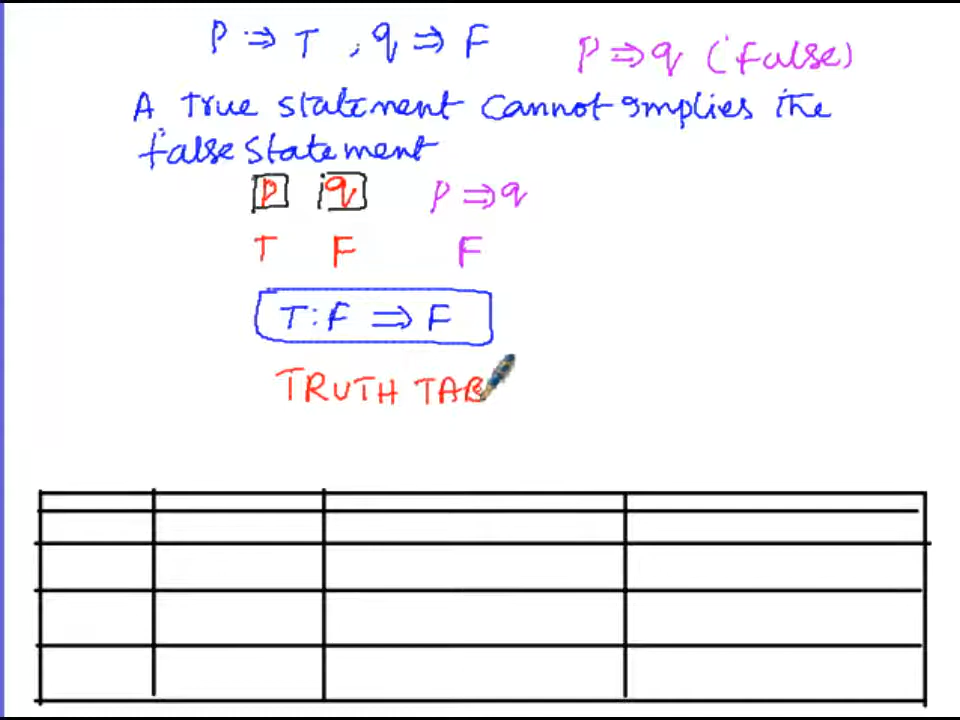 P ⇒ T , q ⇒ F P ⇒ q (false)
A True statement cannot implies the
false statement
P q P ⇒ q
T F F
T : F ⇒ F
TRUTH TAB